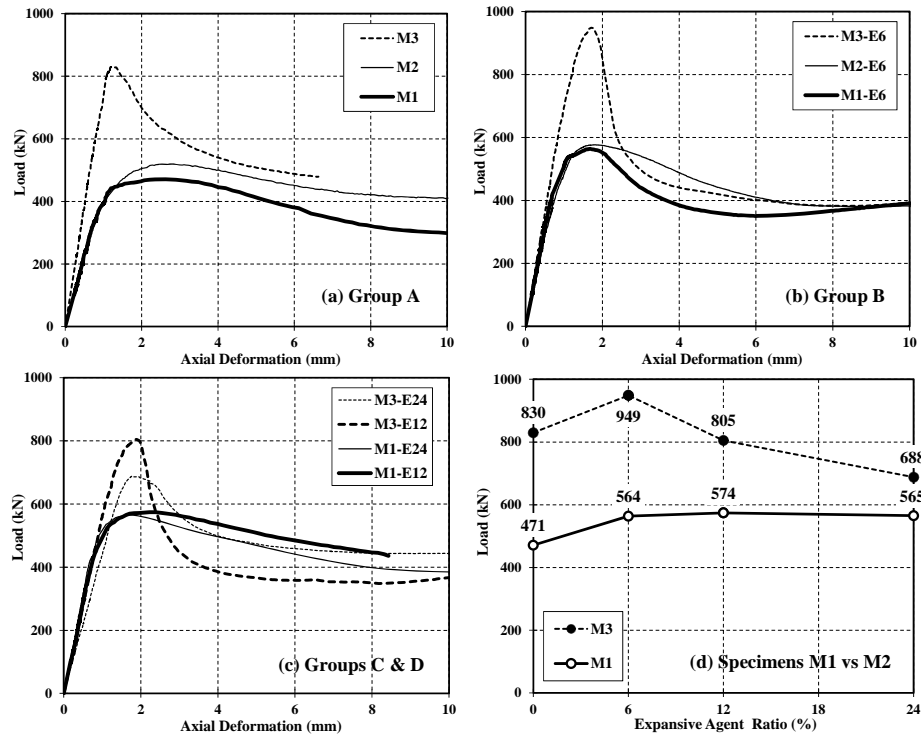 1000
800
600
400
200
0
Load (kN)
M3
M2
M1
(a) Group A
0 2 4 6 8 10
Axial Deformation (mm)
1000
800
600
400
200
0
Load (kN)
M3-E6
M2-E6
M1-E6
(b) Group B
0 2 4 6 8 10
Axial Deformation (mm)
1000
800
600
400
200
0
Load (kN)
M3-E24
M3-E12
M1-E24
M1-E12
(c) Groups C & D
0 2 4 6 8 10
Axial Deformation (mm)
1000
800
600
400
200
0
Load (kN)
830 949 805 688
471 564 574 565
M3
M1
(d) Specimens M1 vs M2
0 6 12 18 24
Expansive Agent Ratio (%)